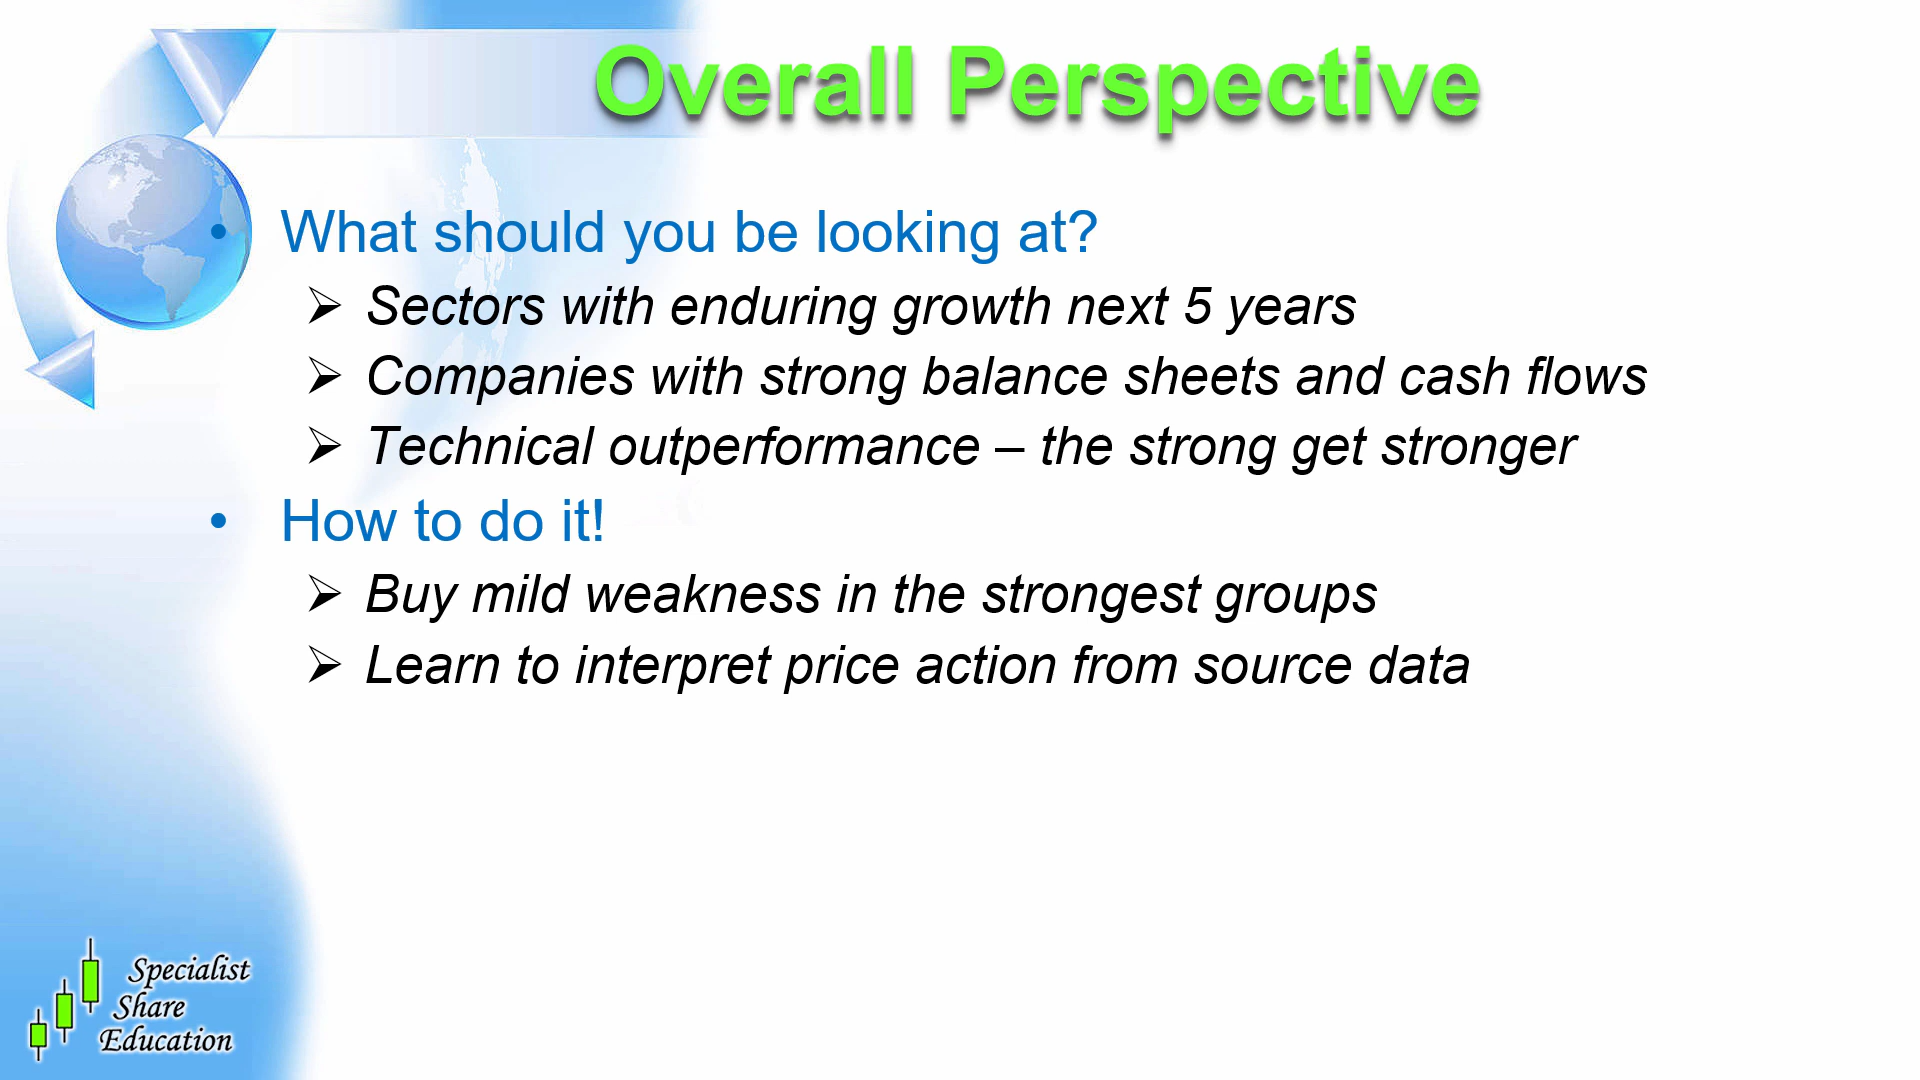 Overall Perspective
• What should you be looking at?
➢ Sectors with enduring growth next 5 years
➢ Companies with strong balance sheets and cash flows
➢ Technical outperformance – the strong get stronger
• How to do it!
➢ Buy mild weakness in the strongest groups
➢ Learn to interpret price action from source data
Specialist
Share
Education